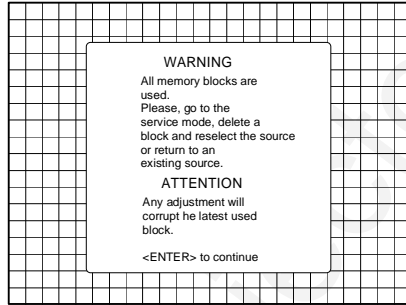 WARNING
All memory blocks are
used.
Please, go to the
service mode, delete a
block and reselect the source
or return to an
existing source.
ATTENTION
Any adjustment will
corrupt he latest used
block.
<ENTER> to continue